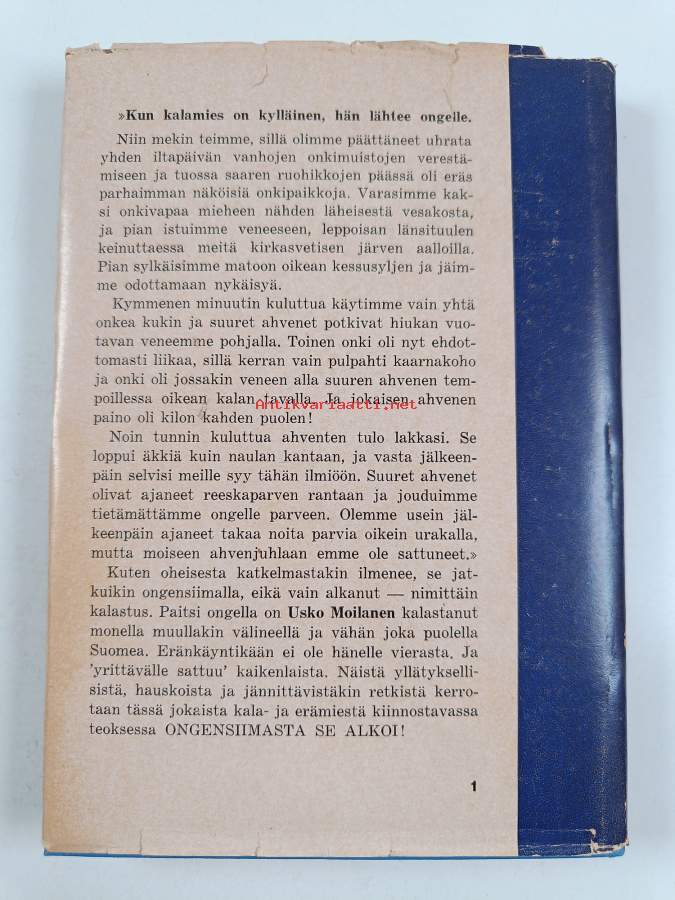 »Kun kalamies on kylläinen, hän lähtee ongelle.
Niin mekin teimme, sillä olimme päättäneet uhrata
yhden iltapäivän vanhojen onkimuistojen verestä-
miseen ja tuossa saaren ruohikkojen päässä oli eräs
parhaimman näköisiä onkipaikkoja. Varasimme kak-
si onkivapaa mieheen nähden läheisestä vesakosta,
ja pian istuimme veneeseen, leppoisan länsituulen
keinuttaessa meitä kirkasvetisen järven aalloilla.
Pian sylkäisimme matoon oikean kessusyljen ja jäim-
me odottamaan nykäisyä.
Kymmenen minuutin kuluttua käytimme vain yhtä
onkea kukin ja suuret ahvenet potkivat hiukan vuo-
tavan veneemme pohjalla. Toinen onki oli nyt ehdot-
tomasti liikaa, sillä kerran vain pulpahti kaarnakoho
ja onki oli jossakin veneen alla suuren ahvenen tem-
poillessa oikean kalan tavalla. Ja jokaisen ahvenen
Antikvariaatti.net
paino oli kilon kahden puolen!
Noin tunnin kuluttua ahventen tulo lakkasi. Se
loppui äkkiä kuin naulan kantaan, ja vasta jälkeen-
päin selvisi meille syy tähän ilmiöön. Suuret ahvenet
olivat ajaneet reeskaparven rantaan ja jouduimme
tietämättämme ongelle parveen. Olemme usein jäl-
keenpäin ajaneet takaa noita parvia oikein urakalla,
mutta moiseen ahvenjuhlaan emme ole sattuneet.»
Kuten oheisesta katkelmastakin ilmenee, se jat-
kuikin ongensiimalla, eikä vain alkanut — nimittäin
kalastus. Paitsi ongella on Usko Moilanen kalastanut
monella muullakin välineellä ja vähän joka puolella
Suomea. Eränkäyntikään ei ole hänelle vierasta. Ja
'yrittävälle sattuu' kaikenlaista. Näistä yllätykselli-
sistä, hauskoista ja jännittävistäkin retkistä kerro-
taan tässä jokaista kala- ja erämiestä kiinnostavassa
teoksessa ONGENSIIMASTA SE ALKOI!
1